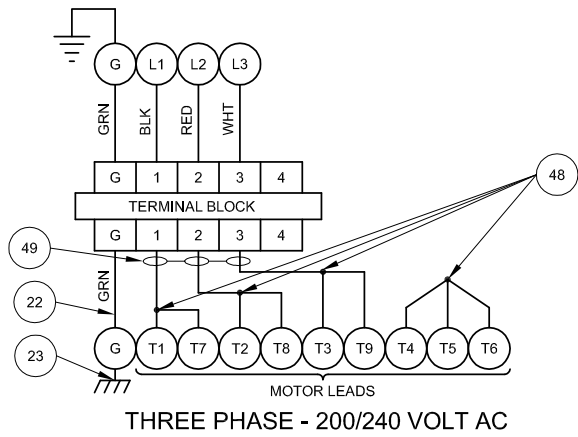 G L1 L2 L3
GRN BLK RED WHT
G 1 2 3 4
TERMINAL BLOCK
G 1 2 3 4
48
49
22
GRN
23
G T1 T7 T2 T8 T3 T9 T4 T5 T6
MOTOR LEADS
THREE PHASE - 200/240 VOLT AC